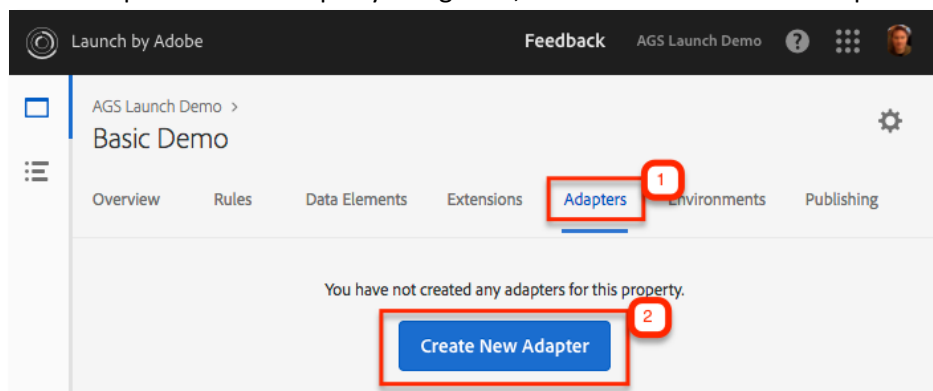 Launch by Adobe Feedback AGS Launch Demo ?
AGS Launch Demo >
Basic Demo
1
Overview Rules Data Elements Extensions Adapters Environments Publishing
You have not created any adapters for this property.
2
Create New Adapter